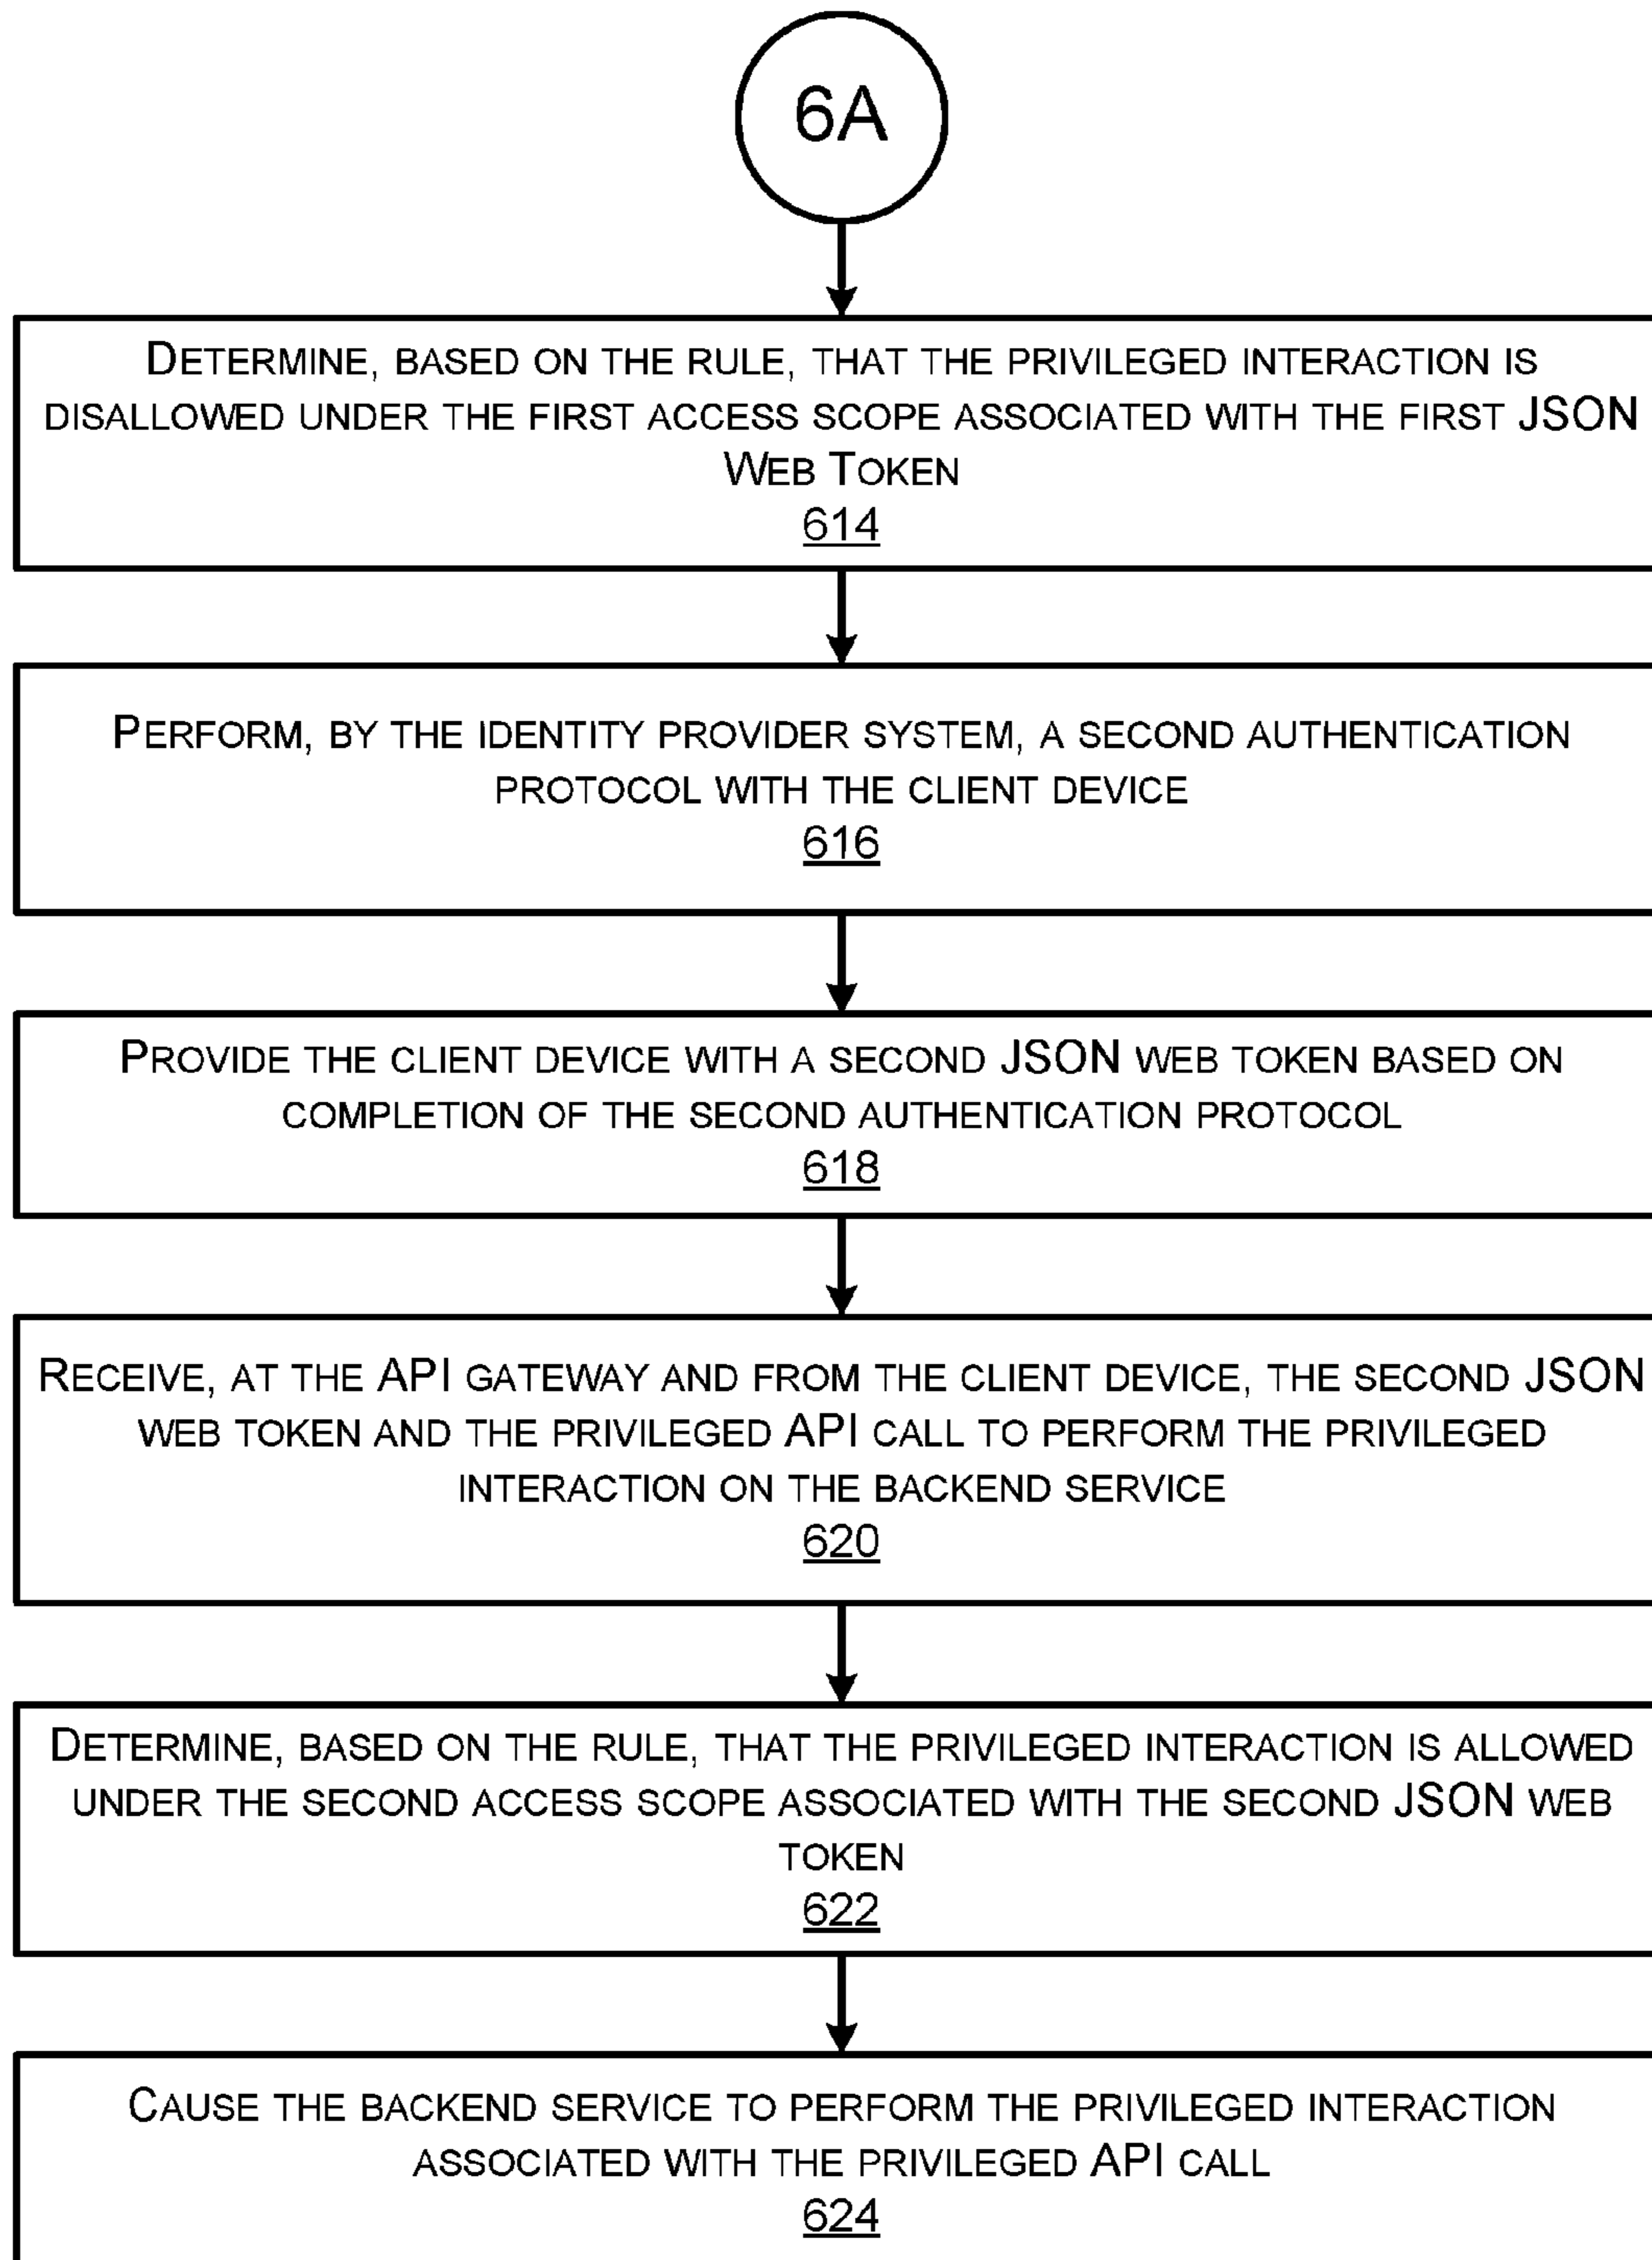 6A
DETERMINE, BASED ON THE RULE, THAT THE PRIVILEGED INTERACTION IS
DISALLOWED UNDER THE FIRST ACCESS SCOPE ASSOCIATED WITH THE FIRST JSON
WEB TOKEN
614
PERFORM, BY THE IDENTITY PROVIDER SYSTEM, A SECOND AUTHENTICATION
PROTOCOL WITH THE CLIENT DEVICE
616
PROVIDE THE CLIENT DEVICE WITH A SECOND JSON WEB TOKEN BASED ON
COMPLETION OF THE SECOND AUTHENTICATION PROTOCOL
618
RECEIVE, AT THE API GATEWAY AND FROM THE CLIENT DEVICE, THE SECOND JSON
WEB TOKEN AND THE PRIVILEGED API CALL TO PERFORM THE PRIVILEGED
INTERACTION ON THE BACKEND SERVICE
620
DETERMINE, BASED ON THE RULE, THAT THE PRIVILEGED INTERACTION IS ALLOWED
UNDER THE SECOND ACCESS SCOPE ASSOCIATED WITH THE SECOND JSON WEB
TOKEN
622
CAUSE THE BACKEND SERVICE TO PERFORM THE PRIVILEGED INTERACTION
ASSOCIATED WITH THE PRIVILEGED API CALL
624